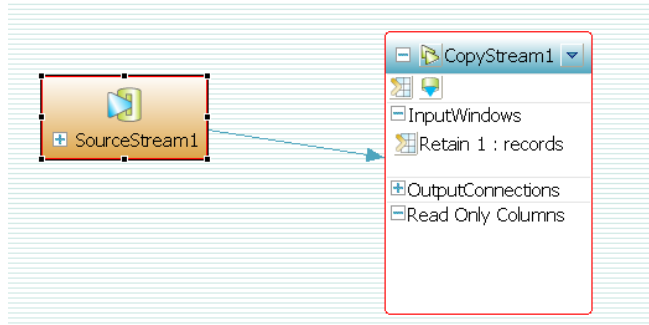 CopyStream1
InputWindows
SourceStream1
Retain 1 : records
OutputConnections
Read Only Columns